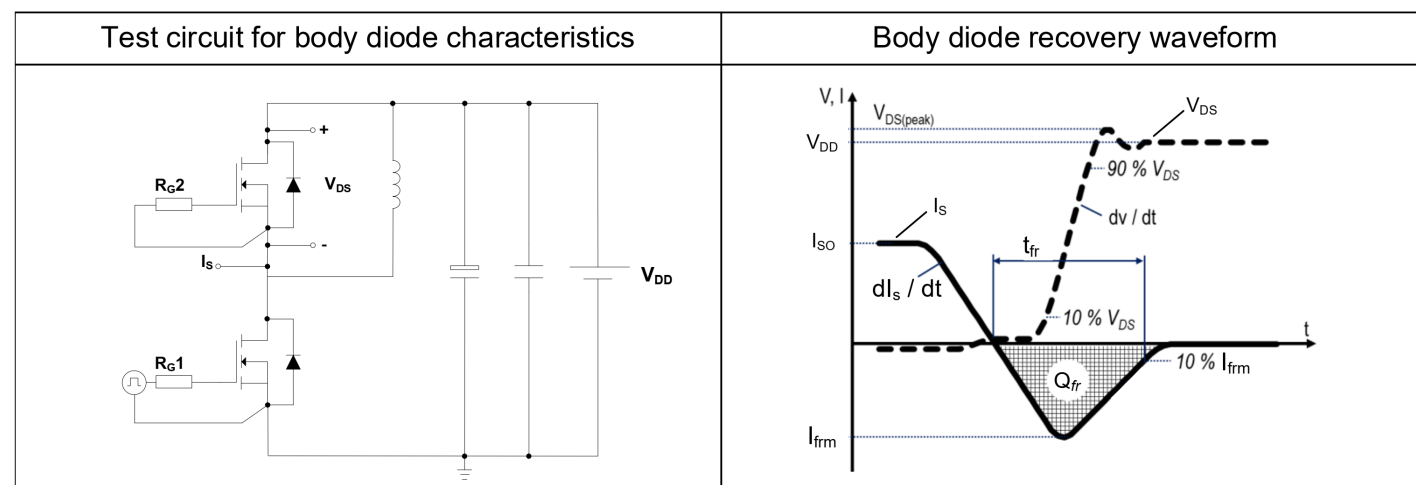 Test circuit for body diode characteristics
Body diode recovery waveform
+
RG2
VDS
-
IS
VDD
RG1
V, I
VDS(peak)
VDS
VDD
90 % VDS
IS
dv / dt
ISO
tfr
dIs / dt
10 % VDS
t
10 % Ifrm
Qfr
Ifrm